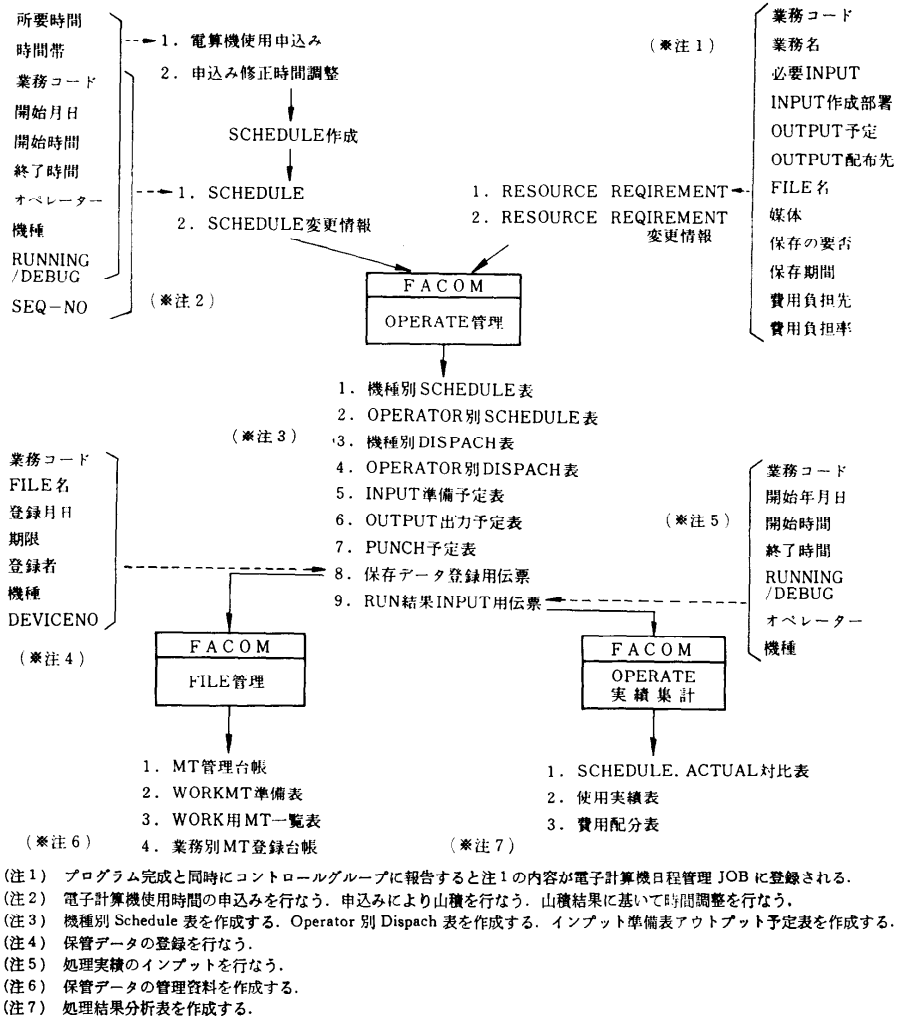 所要時間
時間帯
業務コード
開始月日
開始時間
終了時間
オペレーター
機種
RUNNING
/DEBUG
SEQ-NO
(※注2)
1. 電算機使用申込み
2. 申込み修正時間調整
SCHEDULE作成
1. SCHEDULE
2. SCHEDULE変更情報
(※注1)
業務コード
業務名
必要INPUT
INPUT作成部署
OUTPUT予定
OUTPUT配布先
FILE名
媒体
保存の要否
保存期間
費用負担先
費用負担率
1. RESOURCE REQIREMENT
2. RESOURCE REQIREMENT
変更情報
FACOM
OPERATE管理
(※注3)
1. 機種別SCHEDULE表
2. OPERATOR別SCHEDULE表
3. 機種別DISPACH表
4. OPERATOR別DISPACH表
5. INPUT準備予定表
6. OUTPUT出力予定表
7. PUNCH予定表
8. 保存データ登録用伝票
9. RUN結果INPUT用伝票
業務コード
FILE名
登録月日
期限
登録者
機種
DEVICENO
(※注4)
(※注5)
業務コード
開始年月日
開始時間
終了時間
RUNNING
/DEBUG
オペレーター
機種
FACOM
FILE管理
FACOM
OPERATE
実績集計
1. MT管理台帳
2. WORKMT準備表
3. WORK用MT一覧表
4. 業務別MT登録台帳
(※注6)
1. SCHEDULE.ACTUAL対比表
2. 使用実績表
3. 費用配分表
(※注7)
(注1) プログラム完成と同時にコントロールグループに報告すると注1の内容が電子計算機日程管理JOBに登録される.
(注2) 電子計算機使用時間の申込みを行なう.申込みにより山積を行なう.山積結果に基いて時間調整を行なう.
(注3) 機種別Schedule表を作成する.Operator別Dispach表を作成する.インプット準備表アウトプット予定表を作成する.
(注4) 保管データの登録を行なう.
(注5) 処理実績のインプットを行なう.
(注6) 保管データの管理資料を作成する.
(注7) 処理結果分析表を作成する.